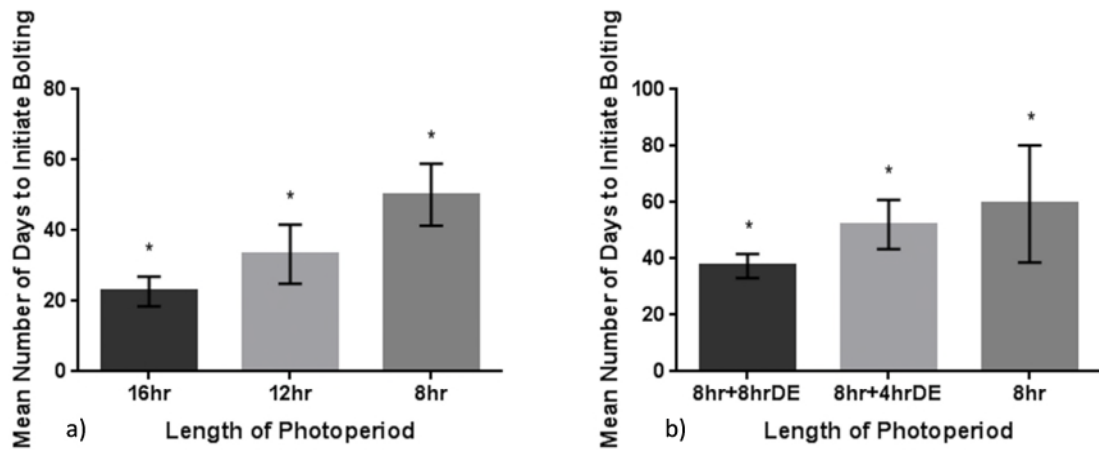 Mean Number of Days to Initiate Bolting
80
60
40
20
0
*
*
*
16hr 12hr 8hr
a) Length of Photoperiod
Mean Number of Days to Initiate Bolting
100
80
60
40
20
0
*
*
*
8hr+8hrDE 8hr+4hrDE 8hr
b) Length of Photoperiod